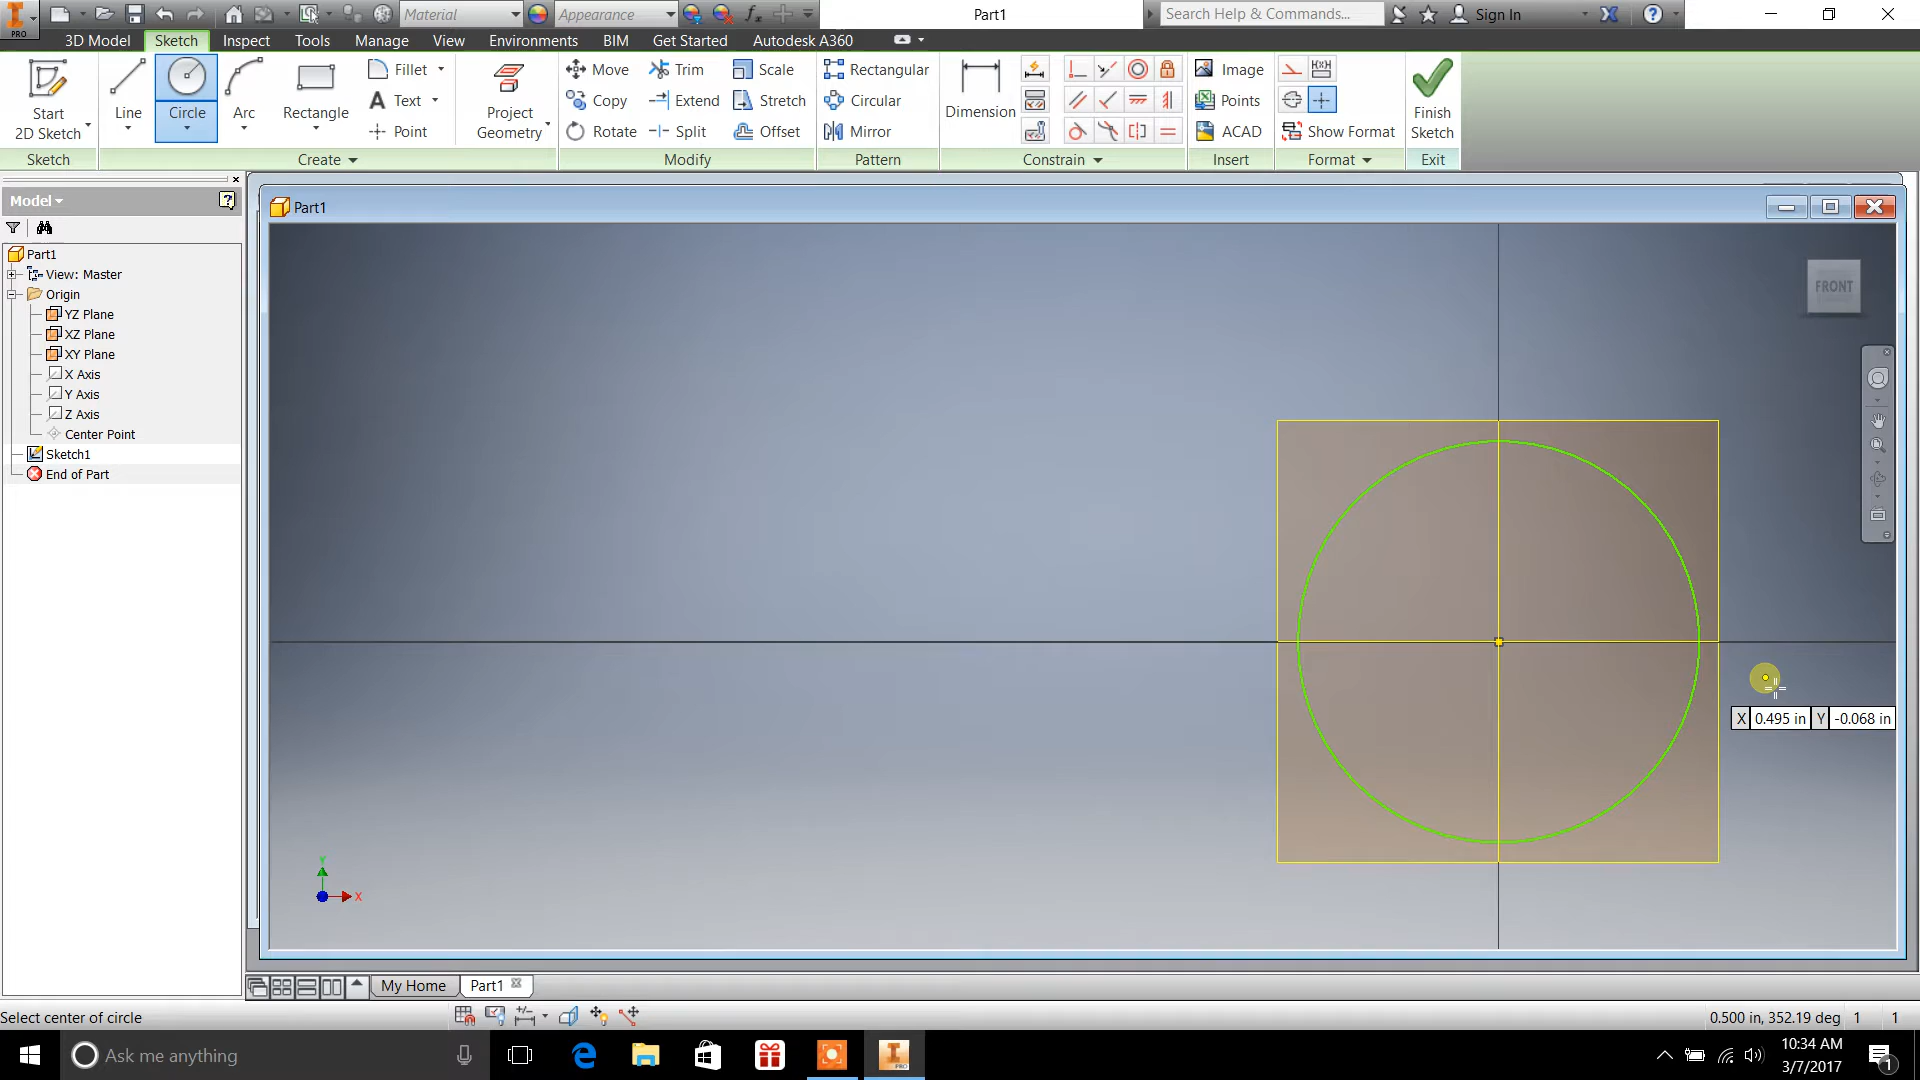 PRO
Material
Appearance
Part1
Search Help & Commands...
Sign In
3D Model
Sketch
Inspect
Tools
Manage
View
Environments
BIM
Get Started
Autodesk A360
Start
2D Sketch
Line
Circle
Arc
Rectangle
Fillet
Text
Point
Project
Geometry
Move
Copy
Rotate
Trim
Extend
Split
Scale
Stretch
Offset
Rectangular
Circular
Mirror
Dimension
Image
Points
ACAD
Show Format
Finish
Sketch
Sketch
Create
Modify
Pattern
Constrain
Insert
Format
Exit
Model
Part1
View: Master
Origin
YZ Plane
XZ Plane
XY Plane
X Axis
Y Axis
Z Axis
Center Point
Sketch1
End of Part
Part1
FRONT
X 0.495 in Y -0.068 in
Y
X
My Home
Part1
Select center of circle
0.500 in, 352.19 deg 1 1
Ask me anything
PRO
10:34 AM
3/7/2017
1